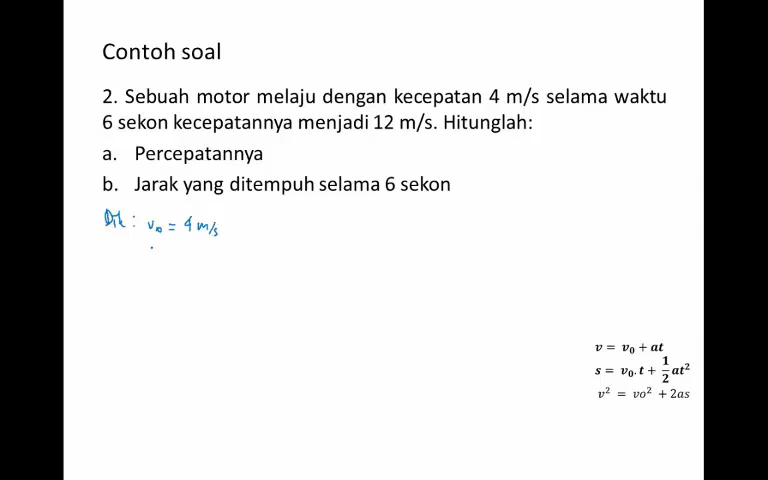 Contoh soal
2. Sebuah motor melaju dengan kecepatan 4 m/s selama waktu
6 sekon kecepatannya menjadi 12 m/s. Hitunglah:
a. Percepatannya
b. Jarak yang ditempuh selama 6 sekon
Dik : v₀ = 4 m/s
v = v₀ + at
s = v₀.t + 1/2 at²
v² = vo² + 2as